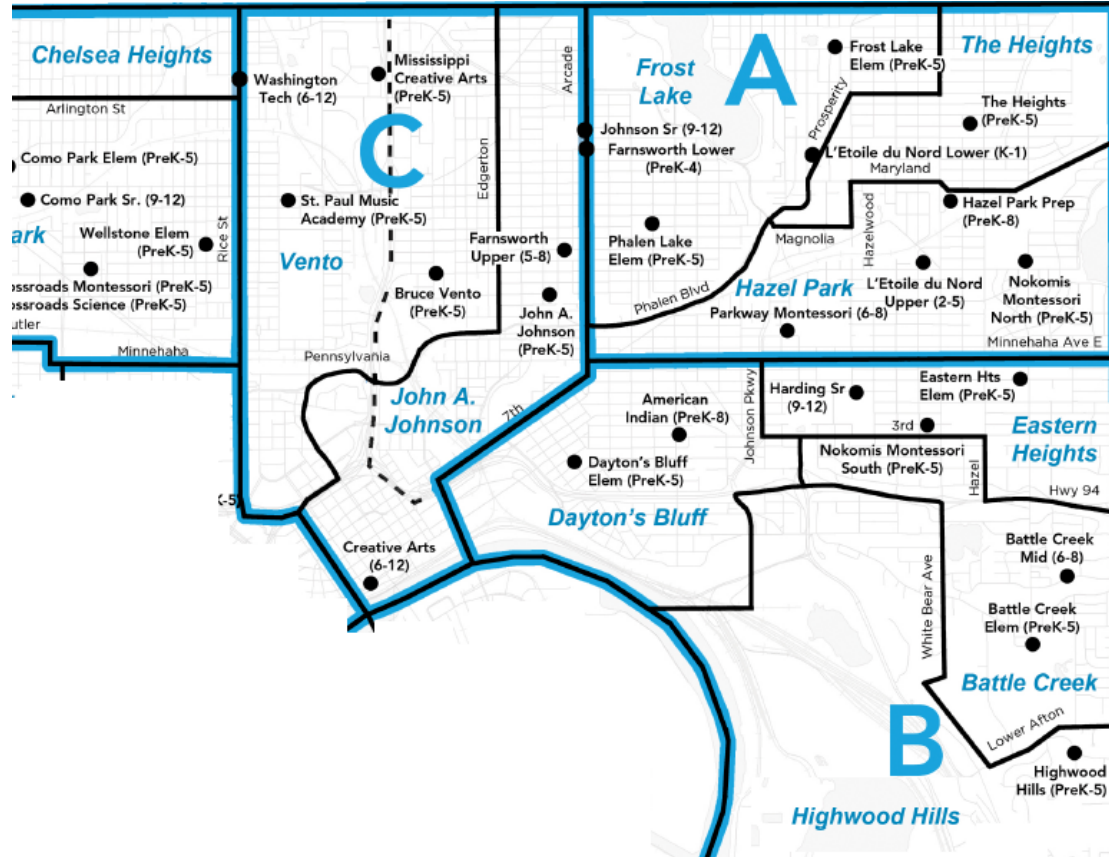 Chelsea Heights
Arlington St
Como Park Elem (PreK-5)
Como Park Sr. (9-12)
ark
Wellstone Elem
(PreK-5)
Rice St
ossroads Montessori (PreK-5)
ossroads Science (PreK-5)
utler
Minnehaha
K-5)
Washington
Tech (6-12)
Mississippi
Creative Arts
(PreK-5)
C
Edgerton
Arcade
St. Paul Music
Academy (PreK-5)
Vento
Farnsworth
Upper (5-8)
Bruce Vento
(PreK-5)
John A.
Johnson
(PreK-5)
Pennsylvania
John A.
Johnson
7th
Creative Arts
(6-12)
Frost
Lake
A
Frost Lake
Elem (PreK-5)
The Heights
Prosperity
The Heights
(PreK-5)
Johnson Sr (9-12)
Farnsworth Lower
(PreK-4)
L'Etoile du Nord Lower (K-1)
Maryland
Hazel Park Prep
(PreK-8)
Phalen Lake
Elem (PreK-5)
Magnolia
Hazelwood
Phalen Blvd
Hazel Park
L'Etoile du Nord
Upper (2-5)
Nokomis
Montessori
North (PreK-5)
Parkway Montessori (6-8)
Minnehaha Ave E
American
Indian (PreK-8)
Johnson Pkwy
Harding Sr
(9-12)
Eastern Hts
Elem (PreK-5)
3rd
Eastern
Heights
Dayton's Bluff
Elem (PreK-5)
Nokomis Montessori
South (PreK-5)
Hazel
Hwy 94
Dayton's Bluff
Battle Creek
Mid (6-8)
White Bear Ave
Battle Creek
Elem (PreK-5)
Battle Creek
B
Lower Afton
Highwood
Hills (PreK-5)
Highwood Hills